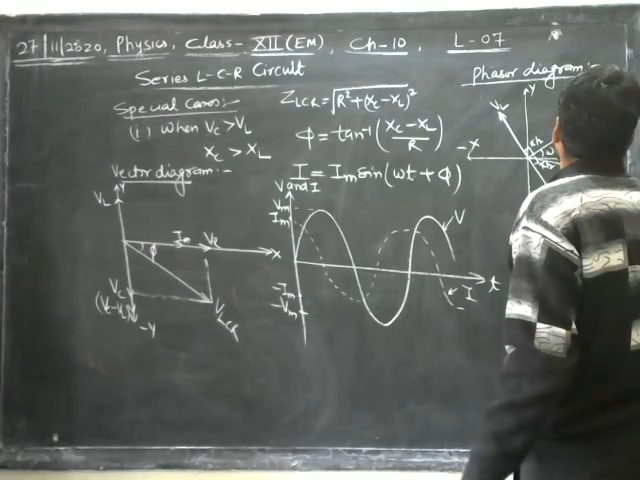 27/11/2020, Physics, Class- XII(EM), Ch-10, L-07
Series L-C-R Circuit
Phasor diagram:-
Special Cases:-
(i) When Vc>VL
Xc > XL
ZLCR=√R²+(Xc-XL)²
Φ=tan⁻¹(Xc-XL/R)
I=Im sin(ωt+Φ)
Vector diagram:-
Y
VL
Im
VR
X
Φ
Vc
(Vc-VL)
-Y
VLCR
V and I
Vm
Im
-Im
-Vm
V
I
t
Y
-X